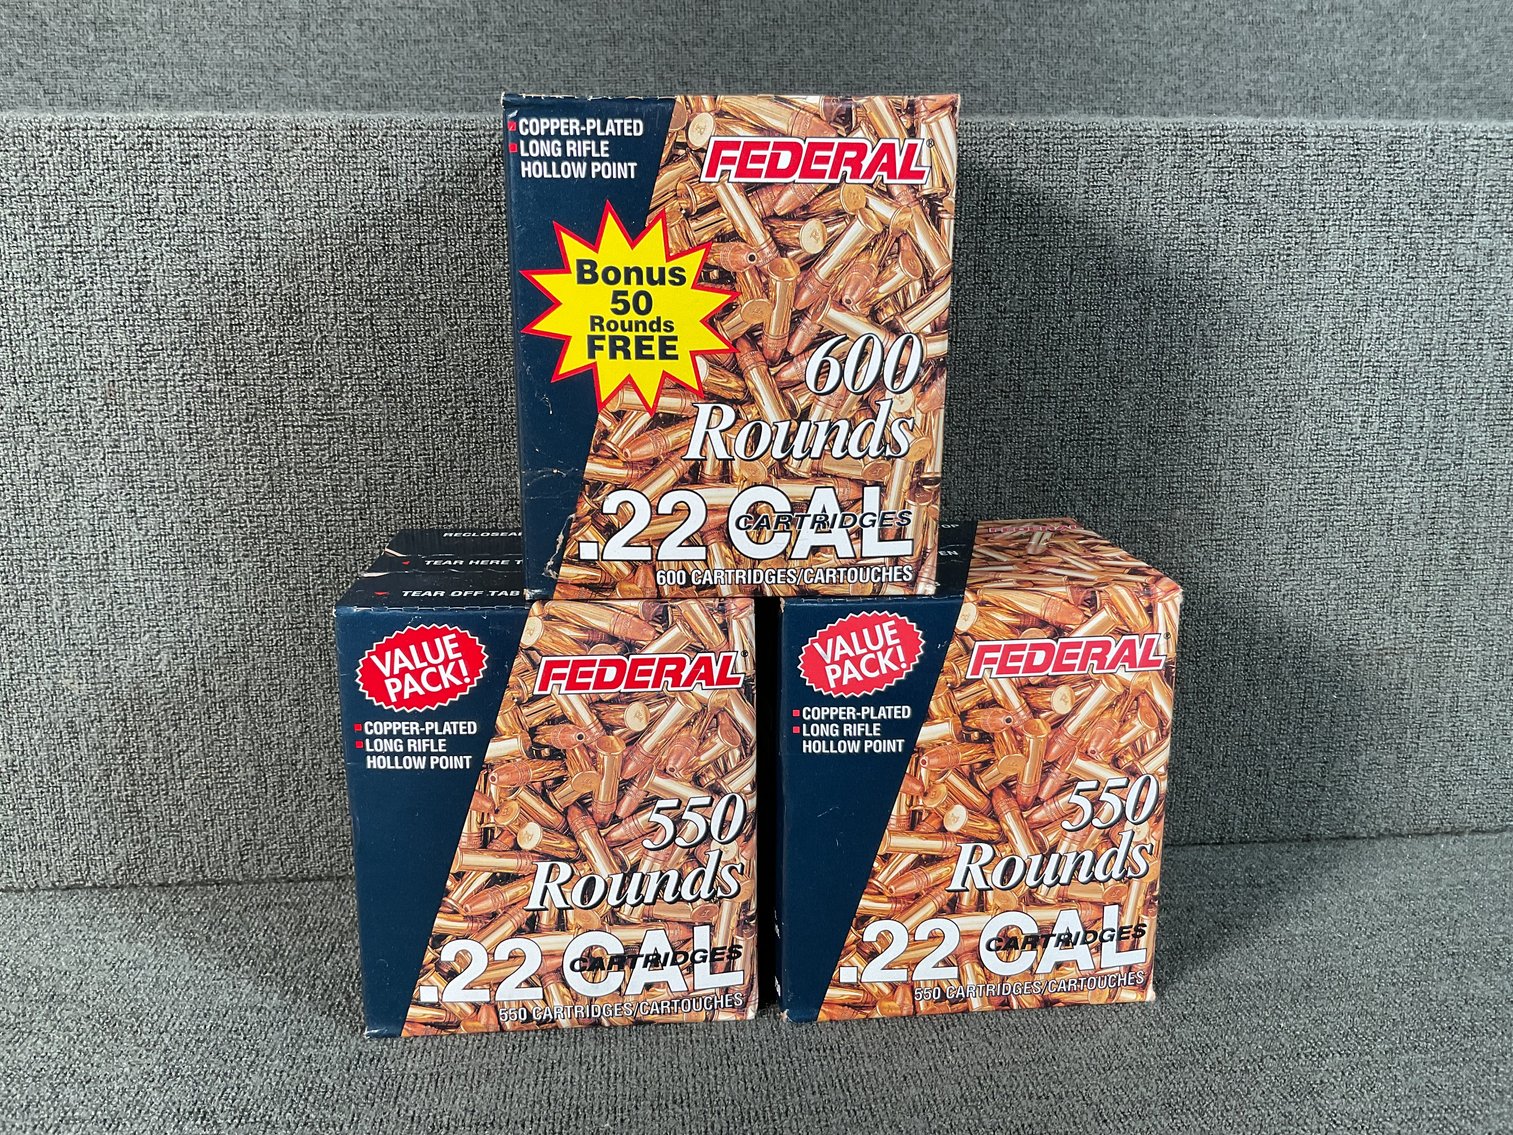 COPPER-PLATED
LONG RIFLE
HOLLOW POINT
FEDERAL®
Bonus
50
Rounds
FREE
600
Rounds
.22 CAL
CARTRIDGES
600 CARTRIDGES/CARTOUCHES
TEAR HERE
TEAR OFF TAB
VALUE
PACK!
COPPER-PLATED
LONG RIFLE
HOLLOW POINT
FEDERAL®
550
Rounds
.22 CAL
CARTRIDGES
550 CARTRIDGES/CARTOUCHES
FEDERAL
VALUE
PACK!
COPPER-PLATED
LONG RIFLE
HOLLOW POINT
FEDERAL®
550
Rounds
.22 CAL
CARTRIDGES
550 CARTRIDGES/CARTOUCHES